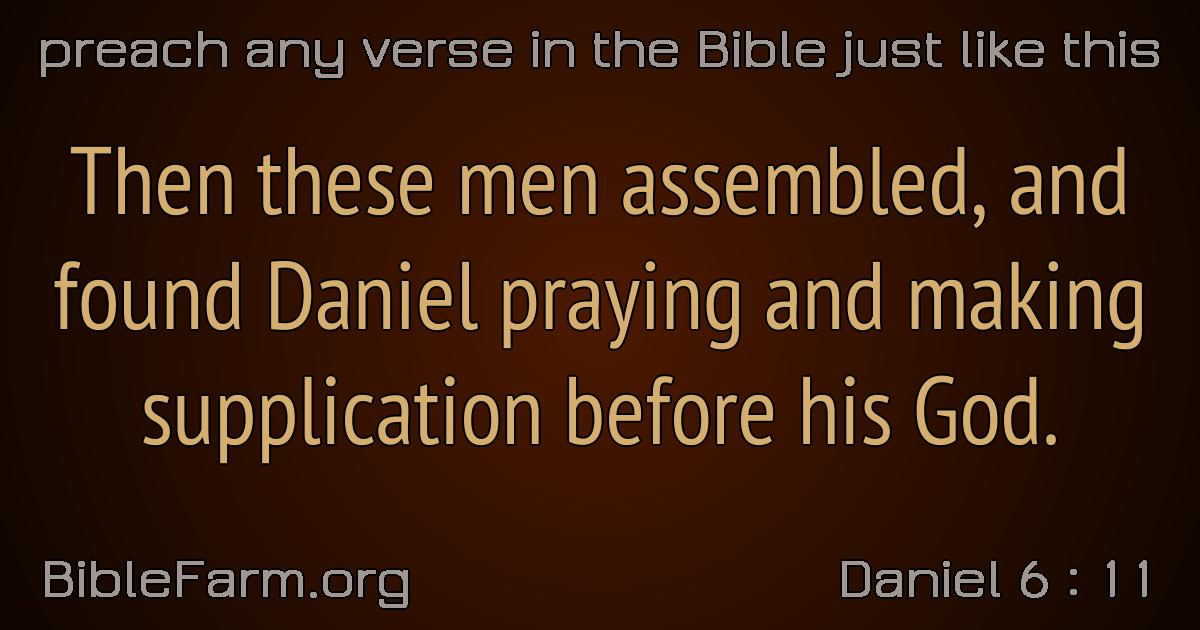 preach any verse in the Bible just like this
Then these men assembled, and
found Daniel praying and making
supplication before his God.
BibleFarm.org
Daniel 6 : 11